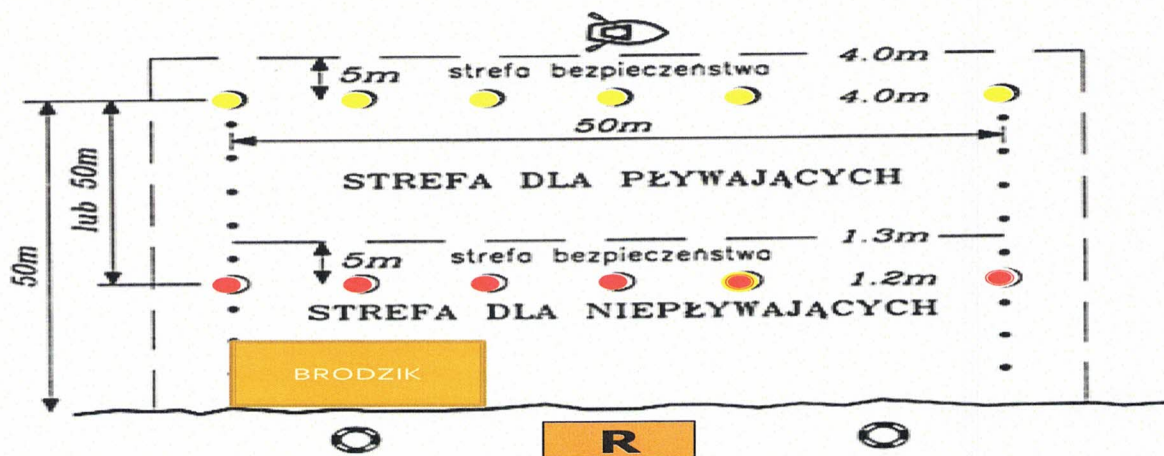 4.0m
5m strefa bezpieczeństwa
4.0m
50m
STREFA DLA PŁYWAJĄCYCH
lub 50m
50m
1.3m
5m strefa bezpieczeństwa
1.2m
STREFA DLA NIEPŁYWAJĄCYCH
BRODZIK
R